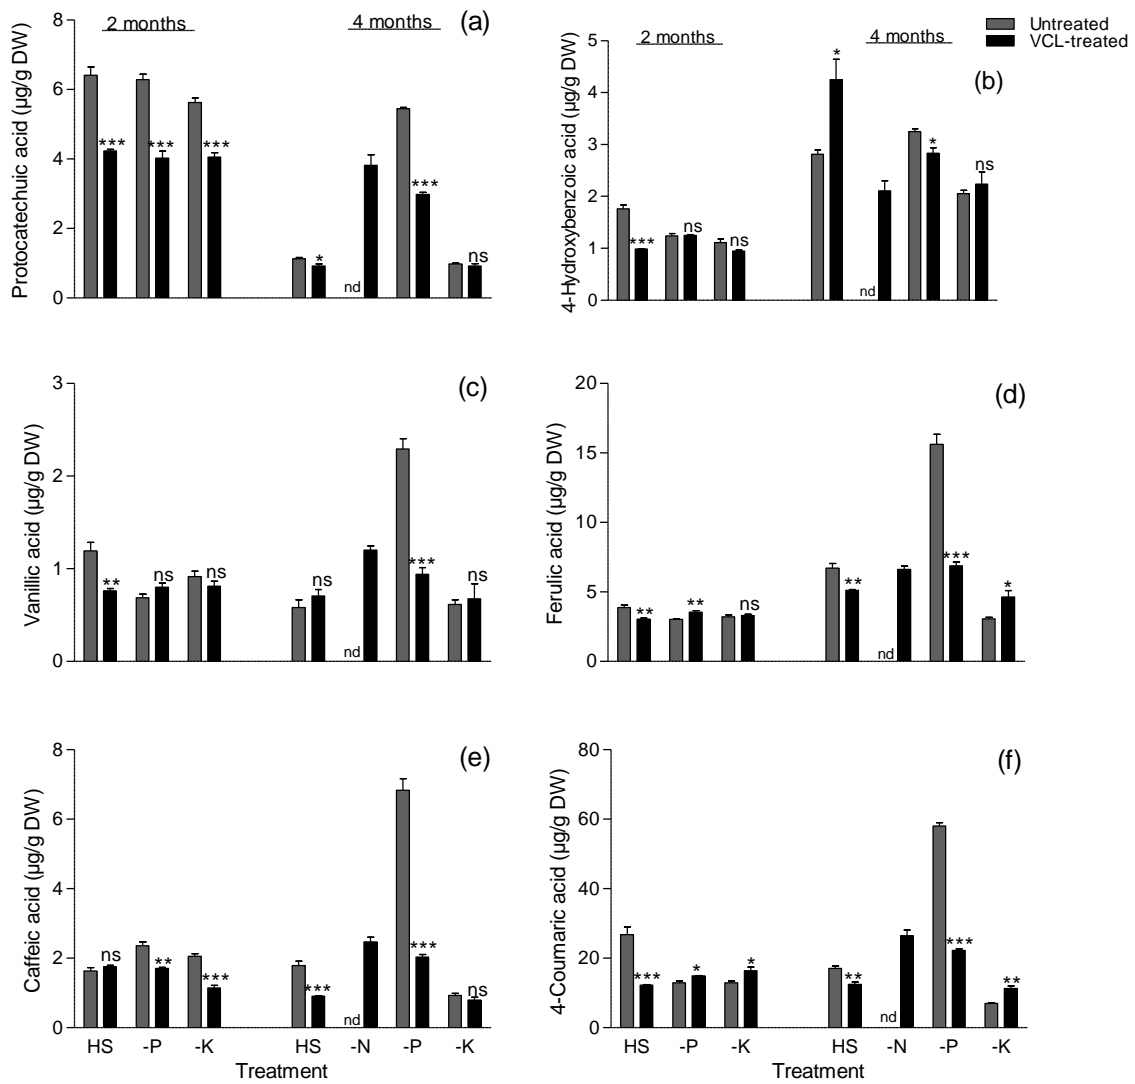 Untreated
VCL-treated
(a)
2 months
4 months
Protocatechuic acid (µg/g DW)
8
6
4
2
0
***
***
***
*
nd
***
ns
(b)
2 months
4 months
4-Hydroxybenzoic acid (µg/g DW)
5
4
3
2
1
0
***
ns
ns
*
nd
*
ns
(c)
Vanillic acid (µg/g DW)
3
2
1
0
**
ns
ns
ns
nd
***
ns
(d)
Ferulic acid (µg/g DW)
20
15
10
5
0
**
**
ns
**
nd
***
*
(e)
Caffeic acid (µg/g DW)
8
6
4
2
0
ns
**
***
***
nd
***
ns
HS -P -K HS -N -P -K
Treatment
(f)
4-Coumaric acid (µg/g DW)
80
60
40
20
0
***
*
*
**
nd
***
**
HS -P -K HS -N -P -K
Treatment